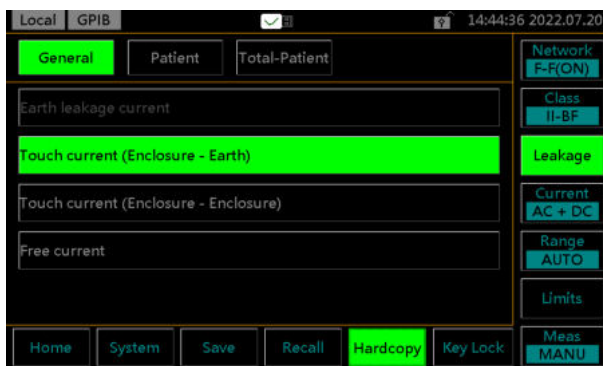 Local GPIB 14:44:36 2022.07.20
General Patient Total-Patient
Network
F-F(ON)
Earth leakage current
Class
II-BF
Touch current (Enclosure - Earth)
Leakage
Touch current (Enclosure - Enclosure)
Current
AC + DC
Free current
Range
AUTO
Limits
Home System Save Recall Hardcopy Key Lock
Meas
MANU